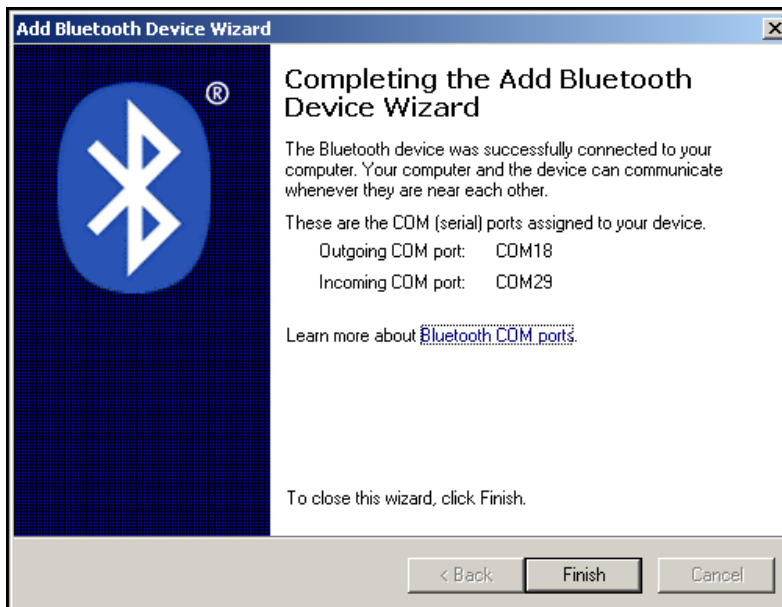 Add Bluetooth Device Wizard
®
Completing the Add Bluetooth
Device Wizard
The Bluetooth device was successfully connected to your
computer. Your computer and the device can communicate
whenever they are near each other.
These are the COM (serial) ports assigned to your device.
Outgoing COM port: COM18
Incoming COM port: COM29
Learn more about Bluetooth COM ports.
To close this wizard, click Finish.
< Back Finish Cancel